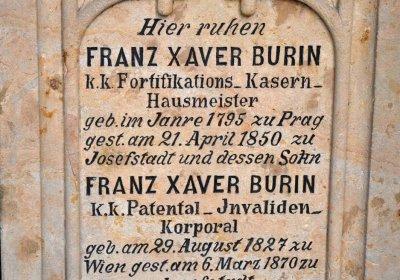 Hier ruhen
FRANZ XAVER BURIN
k.k. Fortifikations_Kasern_
Hausmeister
geb. im Janre 1795 zu Prag
gest. am 21. April 1850 zu
Josefstadt und dessen Sohn
FRANZ XAVER BURIN
k.k. Patental_Jnvaliden_
Korporal
geb. am 29. August 1827 zu
Wien gest. am 6. März 1870 zu